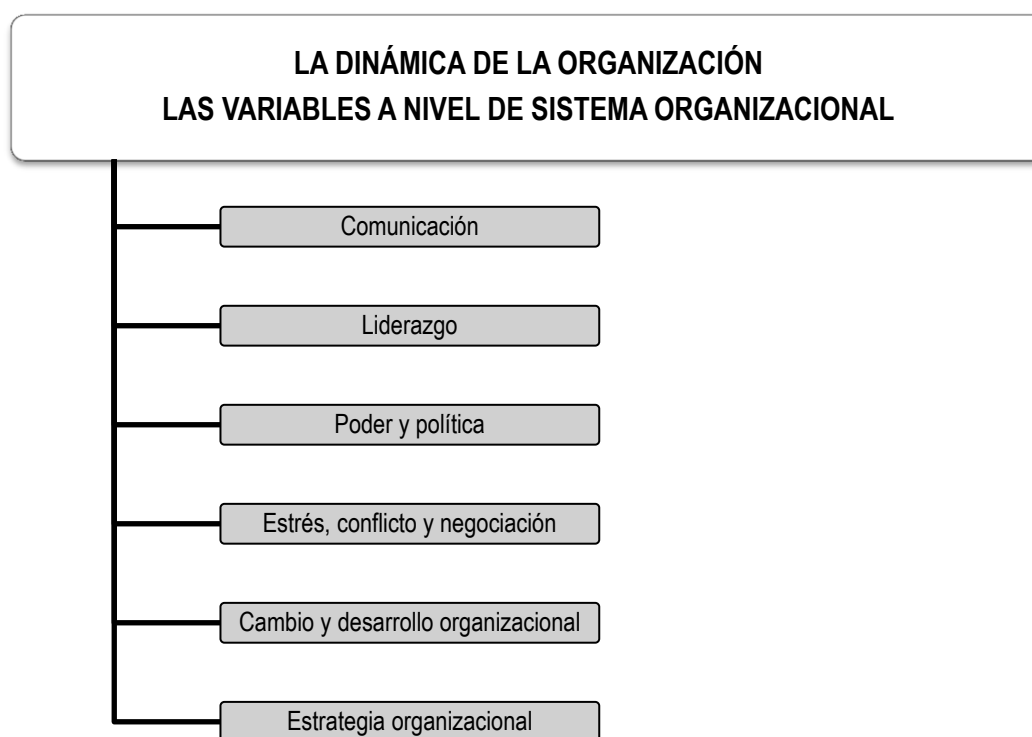 LA DINÁMICA DE LA ORGANIZACIÓN
LAS VARIABLES A NIVEL DE SISTEMA ORGANIZACIONAL
Comunicación
Liderazgo
Poder y política
Estrés, conflicto y negociación
Cambio y desarrollo organizacional
Estrategia organizacional